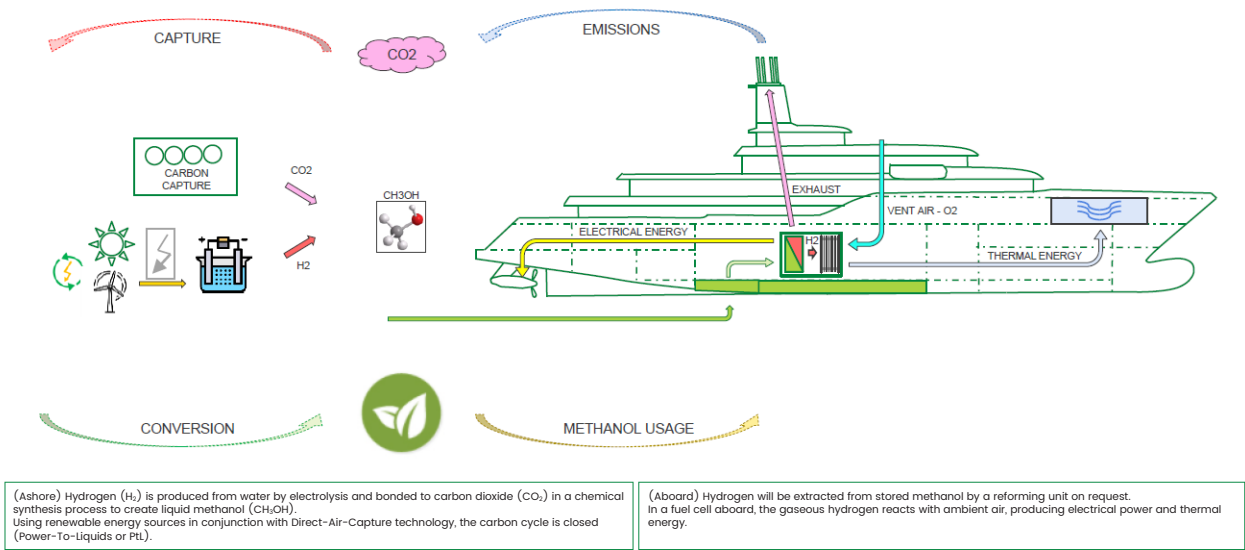 CAPTURE
CO2
EMISSIONS
CARBON
CAPTURE
CO2
CH3OH
H2
EXHAUST
VENT AIR - O2
ELECTRICAL ENERGY
H2
THERMAL ENERGY
CONVERSION
METHANOL USAGE
(Ashore) Hydrogen (H₂) is produced from water by electrolysis and bonded to carbon dioxide (CO₂) in a chemical
synthesis process to create liquid methanol (CH₃OH).
Using renewable energy sources in conjunction with Direct-Air-Capture technology, the carbon cycle is closed
(Power-To-Liquids or PtL).
(Aboard) Hydrogen will be extracted from stored methanol by a reforming unit on request.
In a fuel cell aboard, the gaseous hydrogen reacts with ambient air, producing electrical power and thermal
energy.